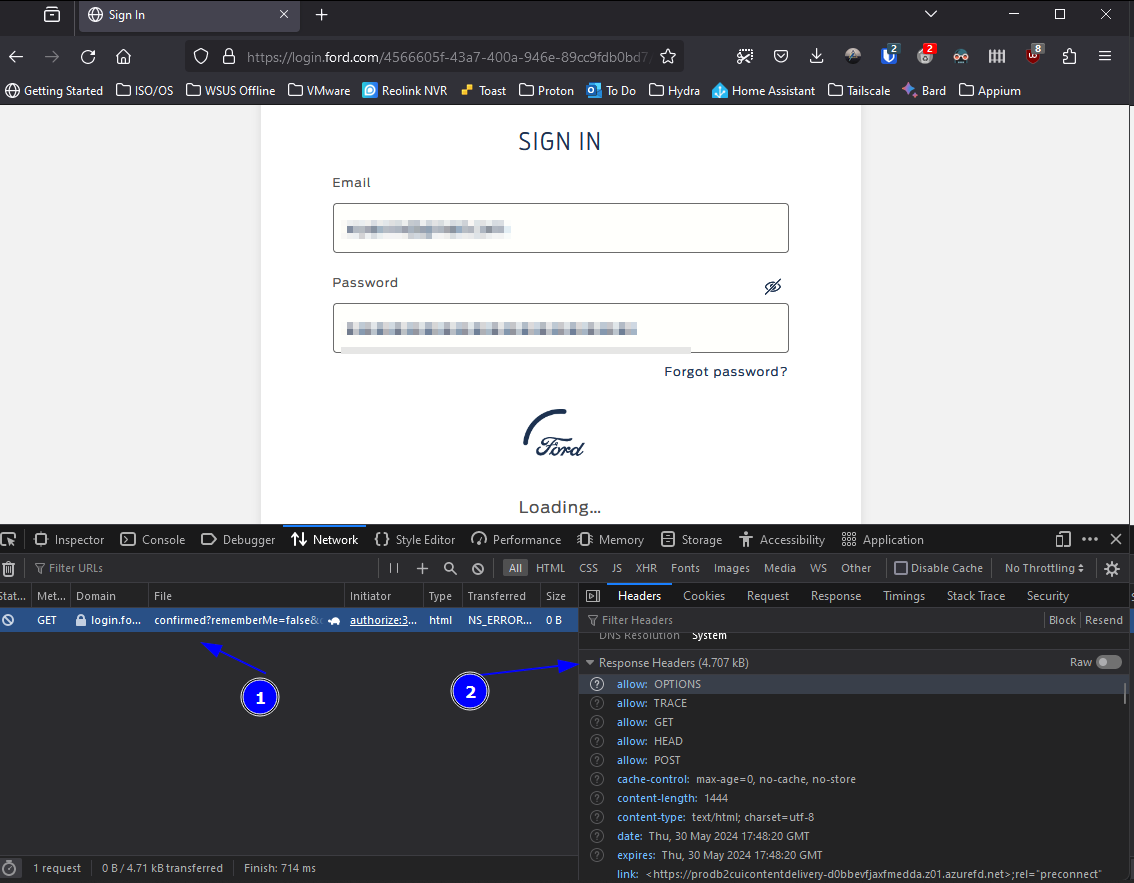 Sign In
https://login.ford.com/4566605f-43a7-400a-946e-89cc9fdb0bd7/
2 2 8
Getting Started ISO/OS WSUS Offline VMware Reolink NVR Toast Proton To Do Hydra Home Assistant Tailscale Bard Appium
SIGN IN
Email
Password
Forgot password?
Ford
Loading...
Inspector Console Debugger Network Style Editor Performance Memory Storage Accessibility Application
Filter URLs All HTML CSS JS XHR Fonts Images Media WS Other Disable Cache No Throttling
Stat... Met... Domain File Initiator Type Transferred Size
Headers Cookies Request Response Timings Stack Trace Security
GET login.fo... confirmed?rememberMe=false& authorize:3... html NS_ERROR... 0 B
Filter Headers Block Resend
DNS Resolution System
Response Headers (4.707 kB) Raw
allow: OPTIONS
allow: TRACE
allow: GET
allow: HEAD
allow: POST
cache-control: max-age=0, no-cache, no-store
content-length: 1444
content-type: text/html; charset=utf-8
date: Thu, 30 May 2024 17:48:20 GMT
expires: Thu, 30 May 2024 17:48:20 GMT
link: <https://prodb2cuicontentdelivery-d0bbevfjaxfmedda.z01.azurefd.net>;rel="preconnect"
1
2
1 request 0 B / 4.71 kB transferred Finish: 714 ms